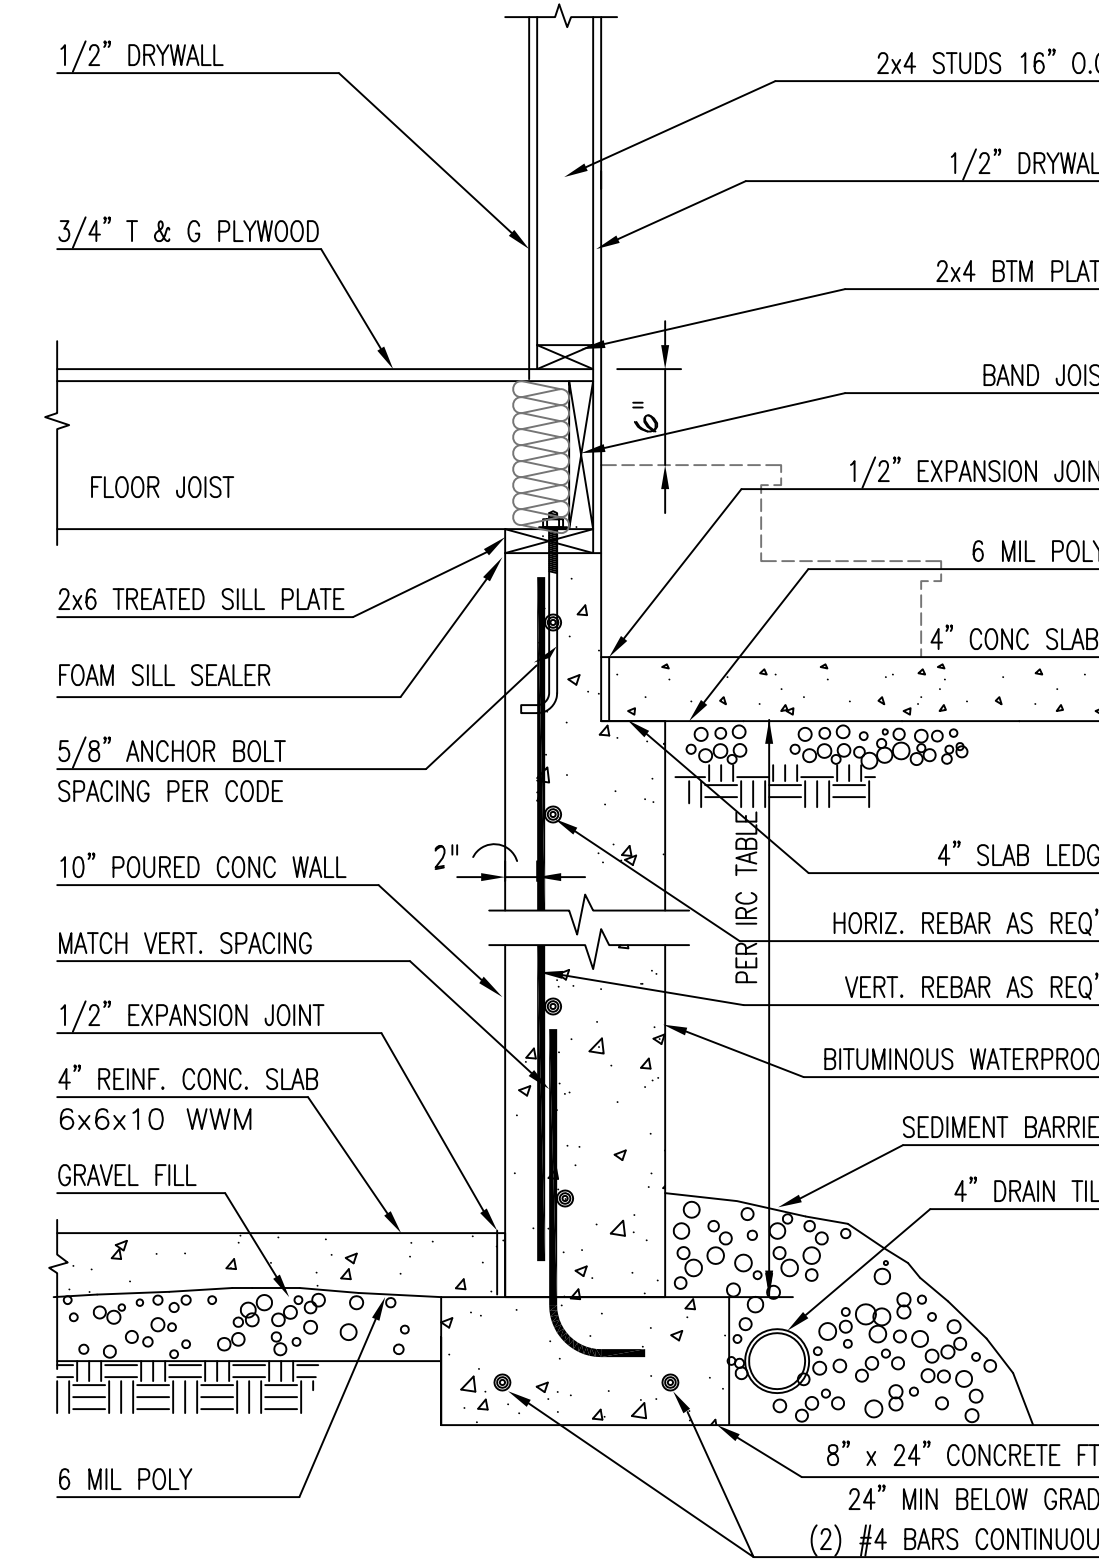 1/2" DRYWALL
3/4" T & G PLYWOOD
FLOOR JOIST
2x6 TREATED SILL PLATE
FOAM SILL SEALER
5/8" ANCHOR BOLT
SPACING PER CODE
10" POURED CONC WALL
MATCH VERT. SPACING
1/2" EXPANSION JOINT
4" REINF. CONC. SLAB
6x6x10 WWM
GRAVEL FILL
6 MIL POLY
2"
6"
PER IRC TABLE
2x4 STUDS 16" O.C
1/2" DRYWAL
2x4 BTM PLAT
BAND JOIS
1/2" EXPANSION JOIN
6 MIL POLY
4" CONC SLAB
4" SLAB LEDG
HORIZ. REBAR AS REQ'
VERT. REBAR AS REQ'
BITUMINOUS WATERPROO
SEDIMENT BARRIE
4" DRAIN TIL
8" x 24" CONCRETE FT
24" MIN BELOW GRAD
(2) #4 BARS CONTINUOU